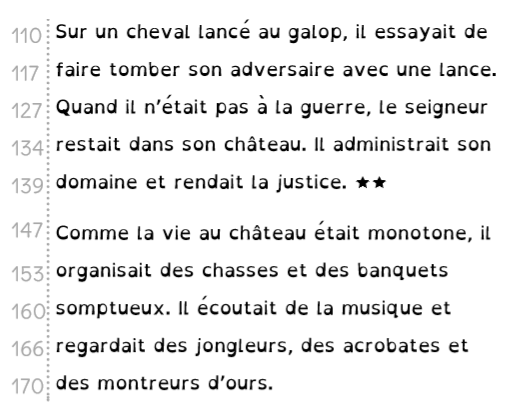 110 Sur un cheval lancé au galop, il essayait de
117 faire tomber son adversaire avec une lance.
127 Quand il n'était pas à la guerre, le seigneur
134 restait dans son château. Il administrait son
139 domaine et rendait la justice. ★★
147 Comme la vie au château était monotone, il
153 organisait des chasses et des banquets
160 somptueux. Il écoutait de la musique et
166 regardait des jongleurs, des acrobates et
170 des montreurs d'ours.